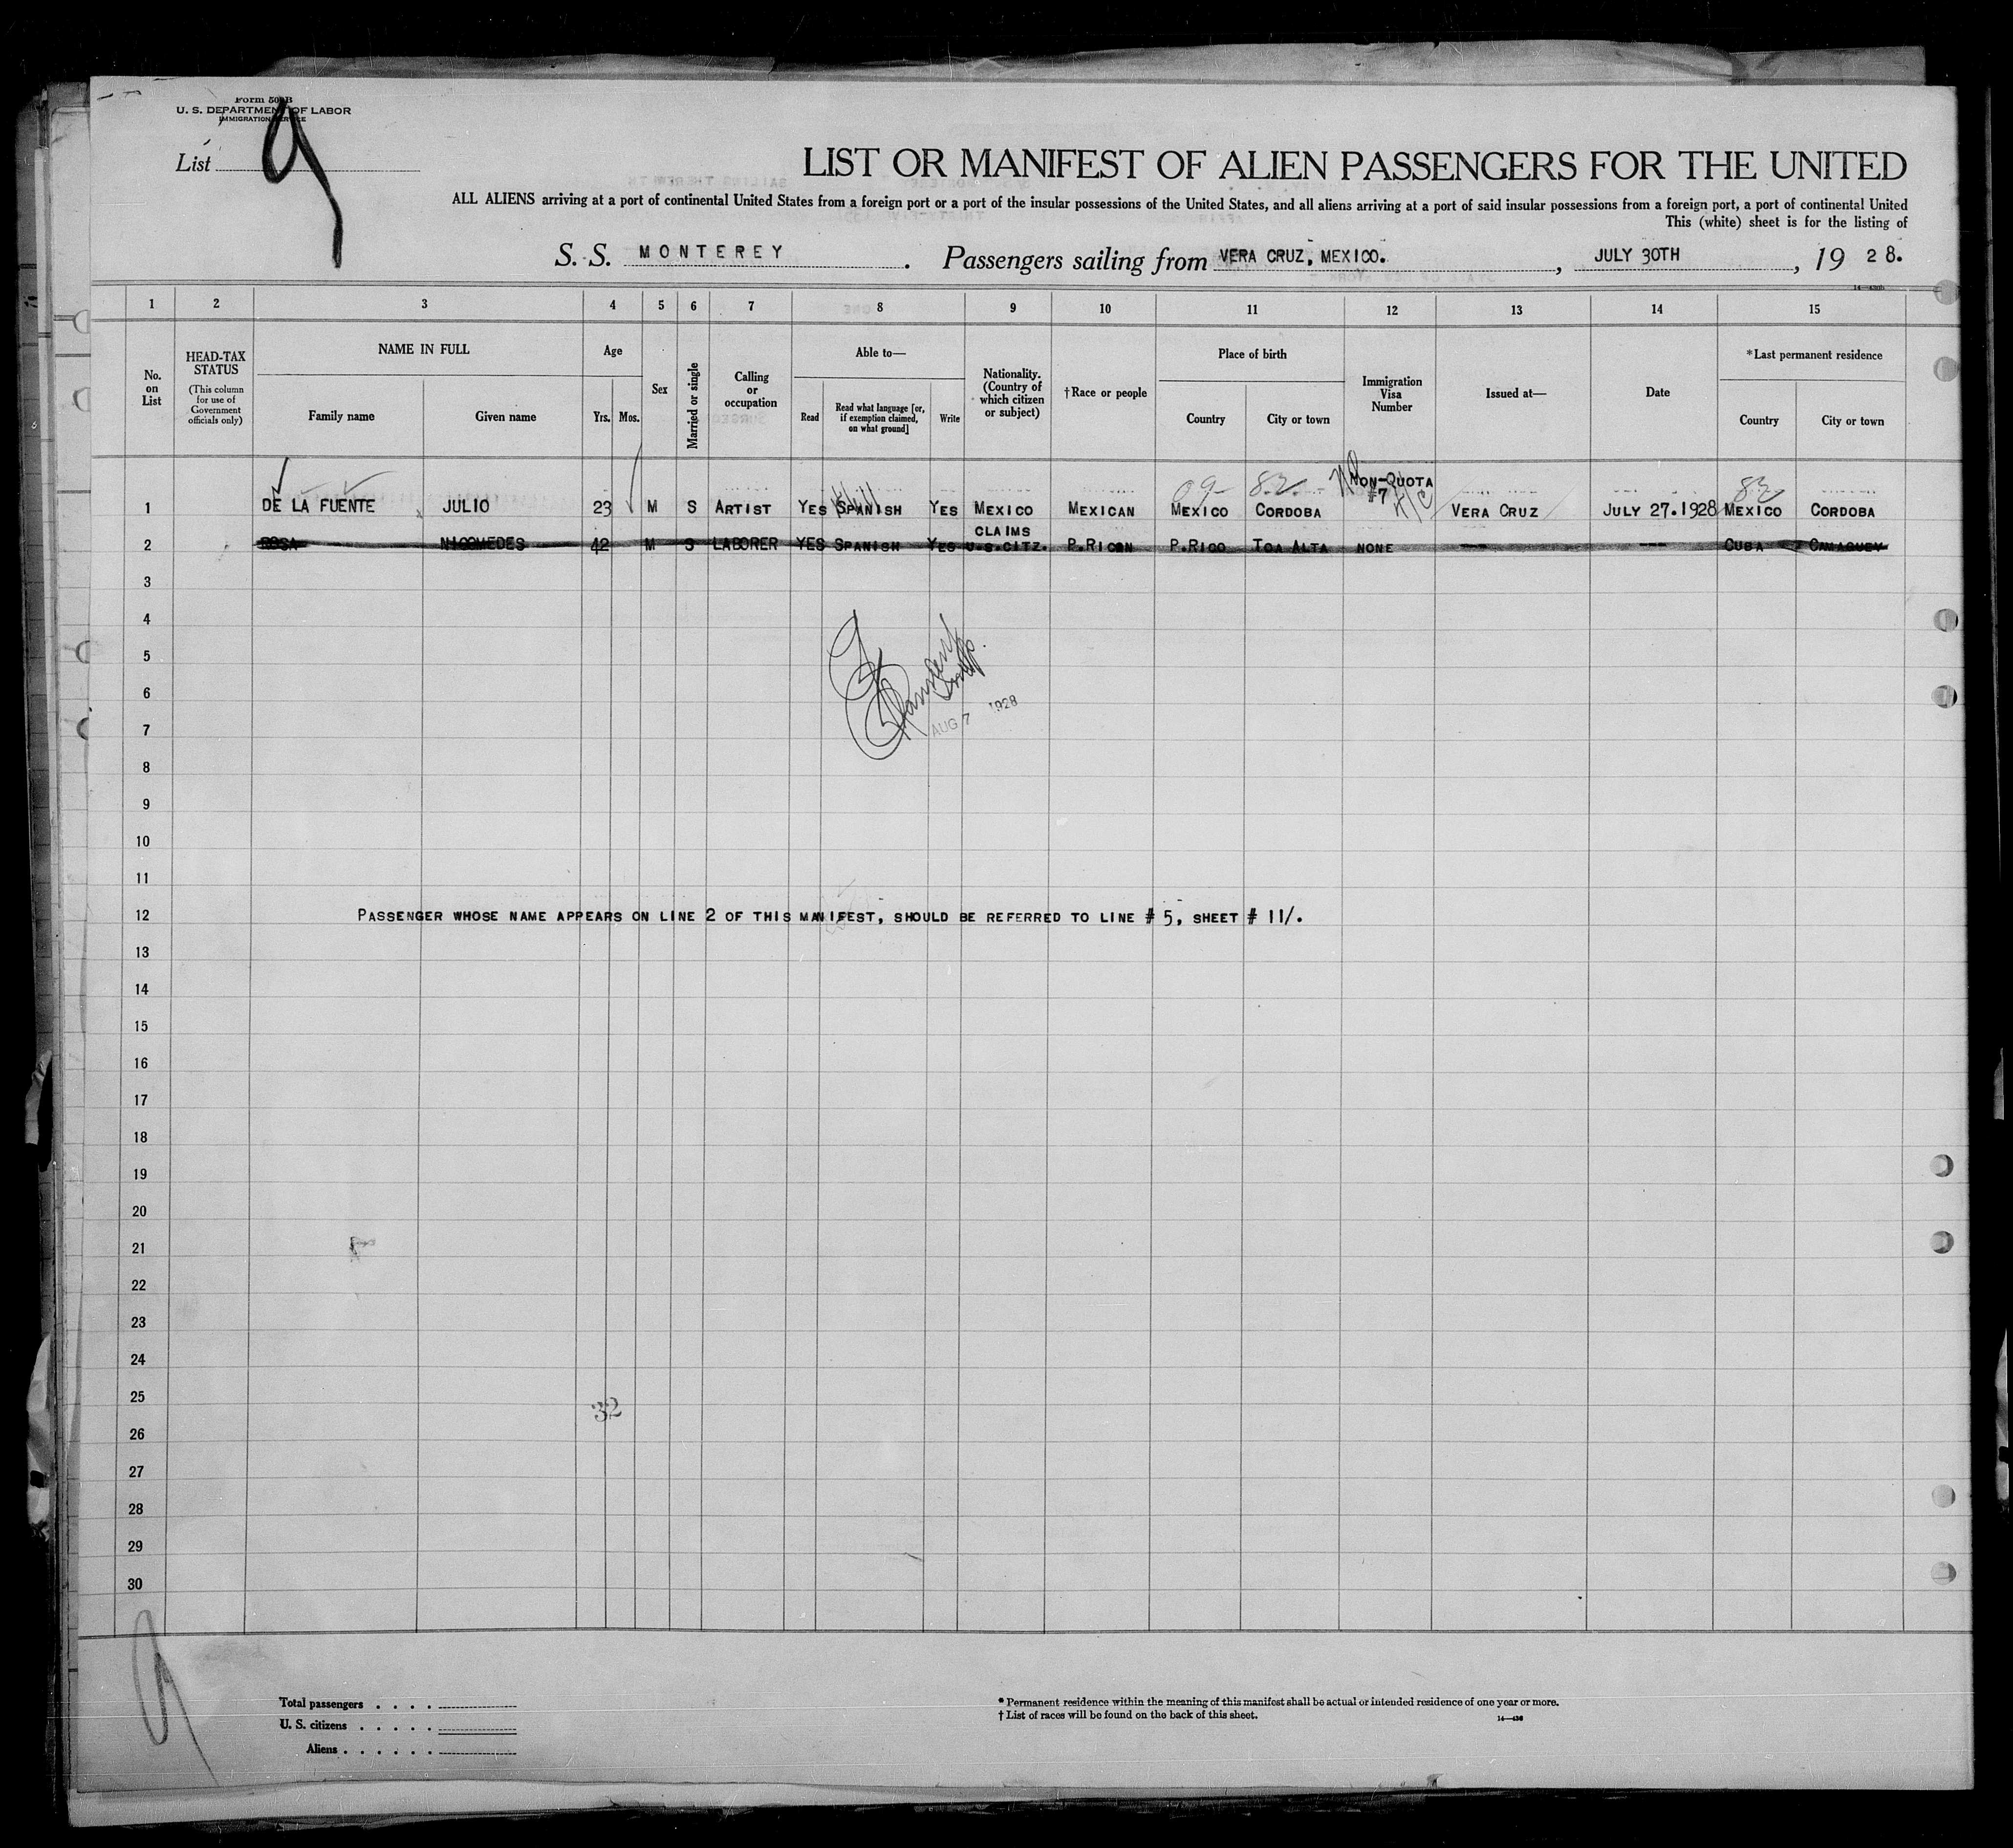 Form 500 B
U. S. DEPARTMENT OF LABOR
IMMIGRATION SERVICE
List 9
LIST OR MANIFEST OF ALIEN PASSENGERS FOR THE UNITED
ALL ALIENS arriving at a port of continental United States from a foreign port or a port of the insular possessions of the United States, and all aliens arriving at a port of said insular possessions from a foreign port, a port of continental United
This (white) sheet is for the listing of
S. S. MONTEREY. Passengers sailing from VERA CRUZ, MEXICO., JULY 30TH, 1928.
1 2 3 4 5 6 7 8 9 10 11 12 13 14 15
No. on List
HEAD-TAX STATUS
(This column for use of Government officials only)
NAME IN FULL
Family name
Given name
Age
Yrs.
Mos.
Sex
Married or single
Calling or occupation
Able to—
Read
Read what language [or, if exemption claimed, on what ground]
Write
Nationality. (Country of which citizen or subject)
†Race or people
Place of birth
Country
City or town
Immigration Visa Number
Issued at—
Date
*Last permanent residence
Country
City or town
09 82 82
1 DE LA FUENTE JULIO 23 M S ARTIST YES SPANISH YES MEXICO MEXICAN MEXICO CORDOBA NON-QUOTA #7 VERA CRUZ JULY 27.1928 MEXICO CORDOBA
2 ROSA NICOMEDES 42 M S LABORER YES SPANISH YES CLAIMS U.S.CITZ. P.RICON P.RICO TOA ALTA NONE --- --- CUBA CAMAGUEY
3
4
5
6
7
AUG 7 1928
8
9
10
11
12 PASSENGER WHOSE NAME APPEARS ON LINE 2 OF THIS MANIFEST, SHOULD BE REFERRED TO LINE # 5, SHEET # 11/.
13
14
15
16
17
18
19
20
21
22
23
24
25
32
26
27
28
29
30
9
Total passengers . . . .
U. S. citizens . . . . .
Aliens . . . . . .
* Permanent residence within the meaning of this manifest shall be actual or intended residence of one year or more.
† List of races will be found on the back of this sheet.